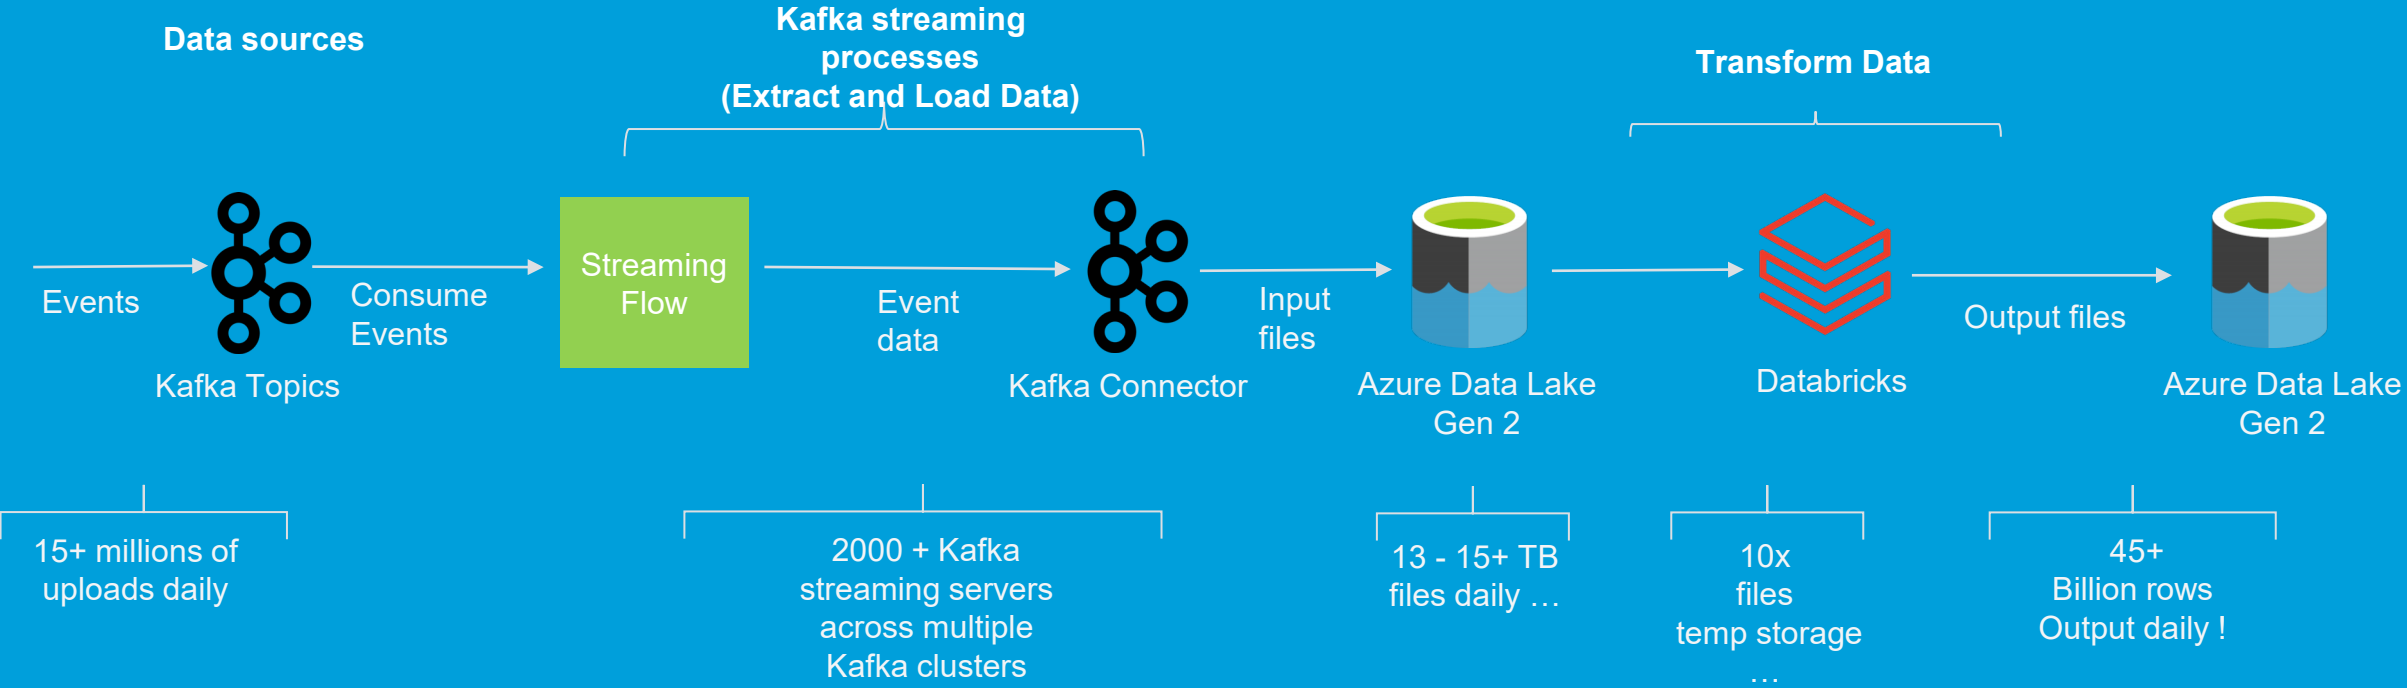 Data sources
Kafka streaming
processes
(Extract and Load Data)
Transform Data
Events
Kafka Topics
Consume
Events
Streaming
Flow
Event
data
Kafka Connector
Input
files
Azure Data Lake
Gen 2
Databricks
Output files
Azure Data Lake
Gen 2
15+ millions of
uploads daily
2000 + Kafka
streaming servers
across multiple
Kafka clusters
13 - 15+ TB
files daily …
10x
files
temp storage
…
45+
Billion rows
Output daily !